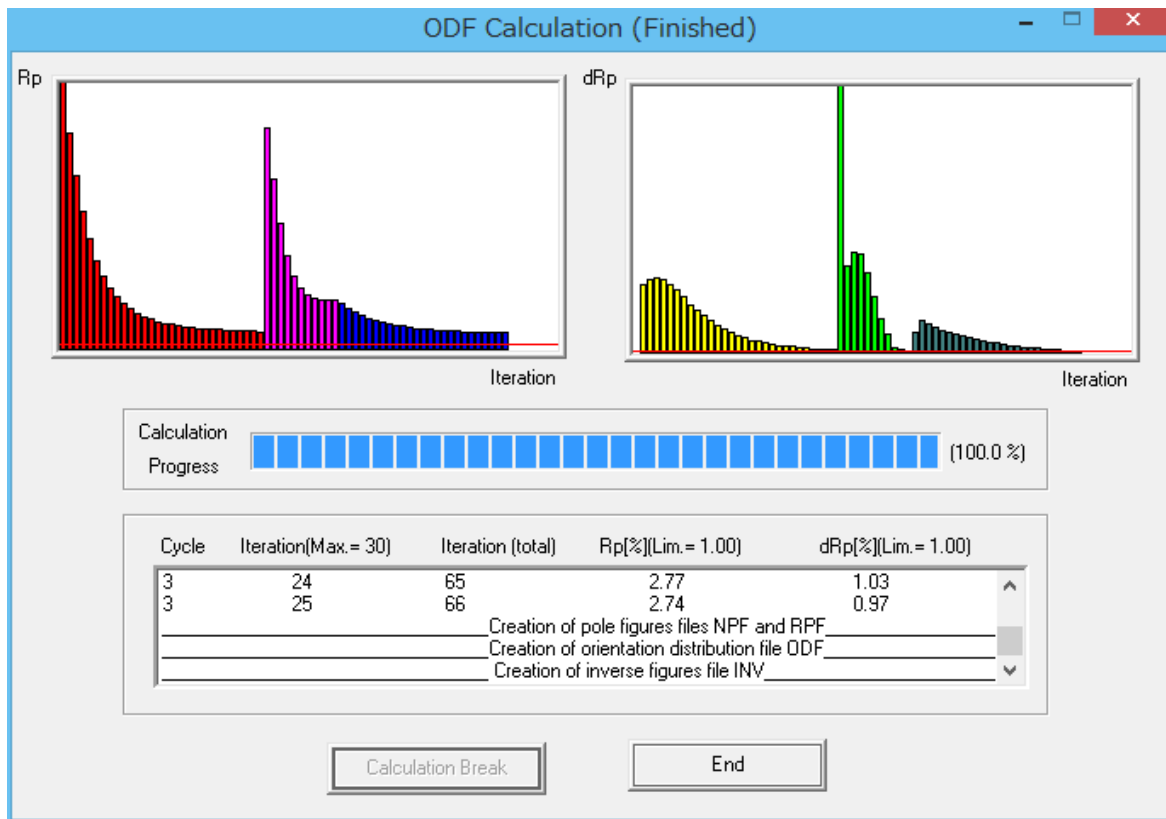 ODF Calculation (Finished)
Rp
dRp
Iteration
Iteration
Calculation
Progress
(100.0 %)
Cycle Iteration(Max.= 30) Iteration (total) Rp[%](Lim.= 1.00) dRp[%](Lim.= 1.00)
3 24 65 2.77 1.03
3 25 66 2.74 0.97
Creation of pole figures files NPF and RPF
Creation of orientation distribution file ODF
Creation of inverse figures file INV
Calculation Break
End